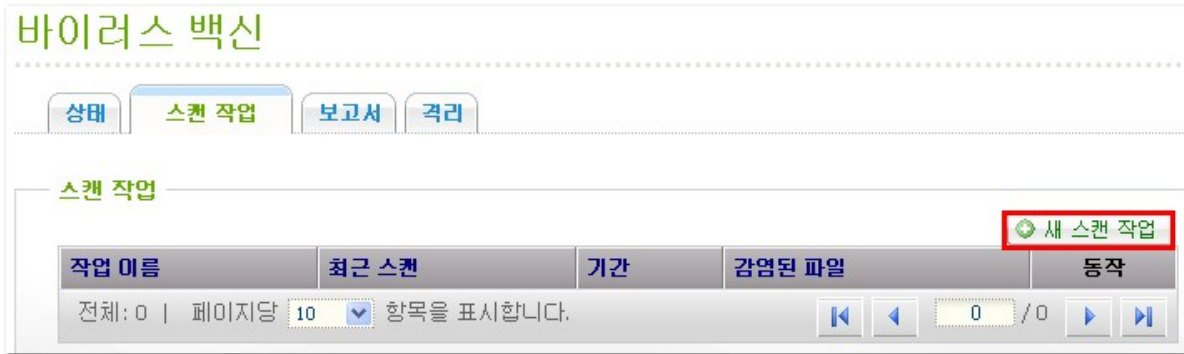 바이러스 백신
상태 스캔 작업 보고서 격리
스캔 작업
새 스캔 작업
작업 이름 최근 스캔 기간 감염된 파일 동작
전체: 0 | 페이지당 10 항목을 표시합니다. 0 / 0